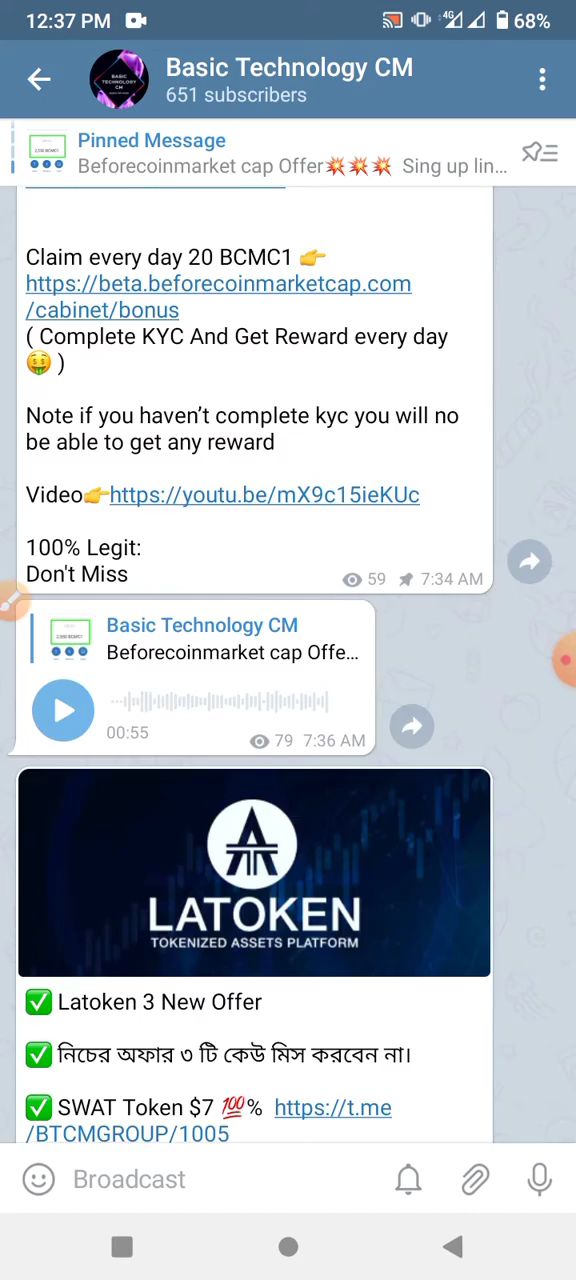 12:37 PM
4G
68%
Basic Technology CM
651 subscribers
Pinned Message
Beforecoinmarket cap Offer💥💥💥 Sing up lin...
Claim every day 20 BCMC1 👉
https://beta.beforecoinmarketcap.com
/cabinet/bonus
( Complete KYC And Get Reward every day
🤑 )
Note if you haven't complete kyc you will no
be able to get any reward
Video👉https://youtu.be/mX9c15ieKUc
100% Legit:
Don't Miss
59 7:34 AM
Basic Technology CM
Beforecoinmarket cap Offe...
00:55
79 7:36 AM
LATOKEN
TOKENIZED ASSETS PLATFORM
✅ Latoken 3 New Offer
✅ নিচের অফার ৩ টি কেউ মিস করবেন না।
✅ SWAT Token $7 💯% https://t.me
/BTCMGROUP/1005
Broadcast